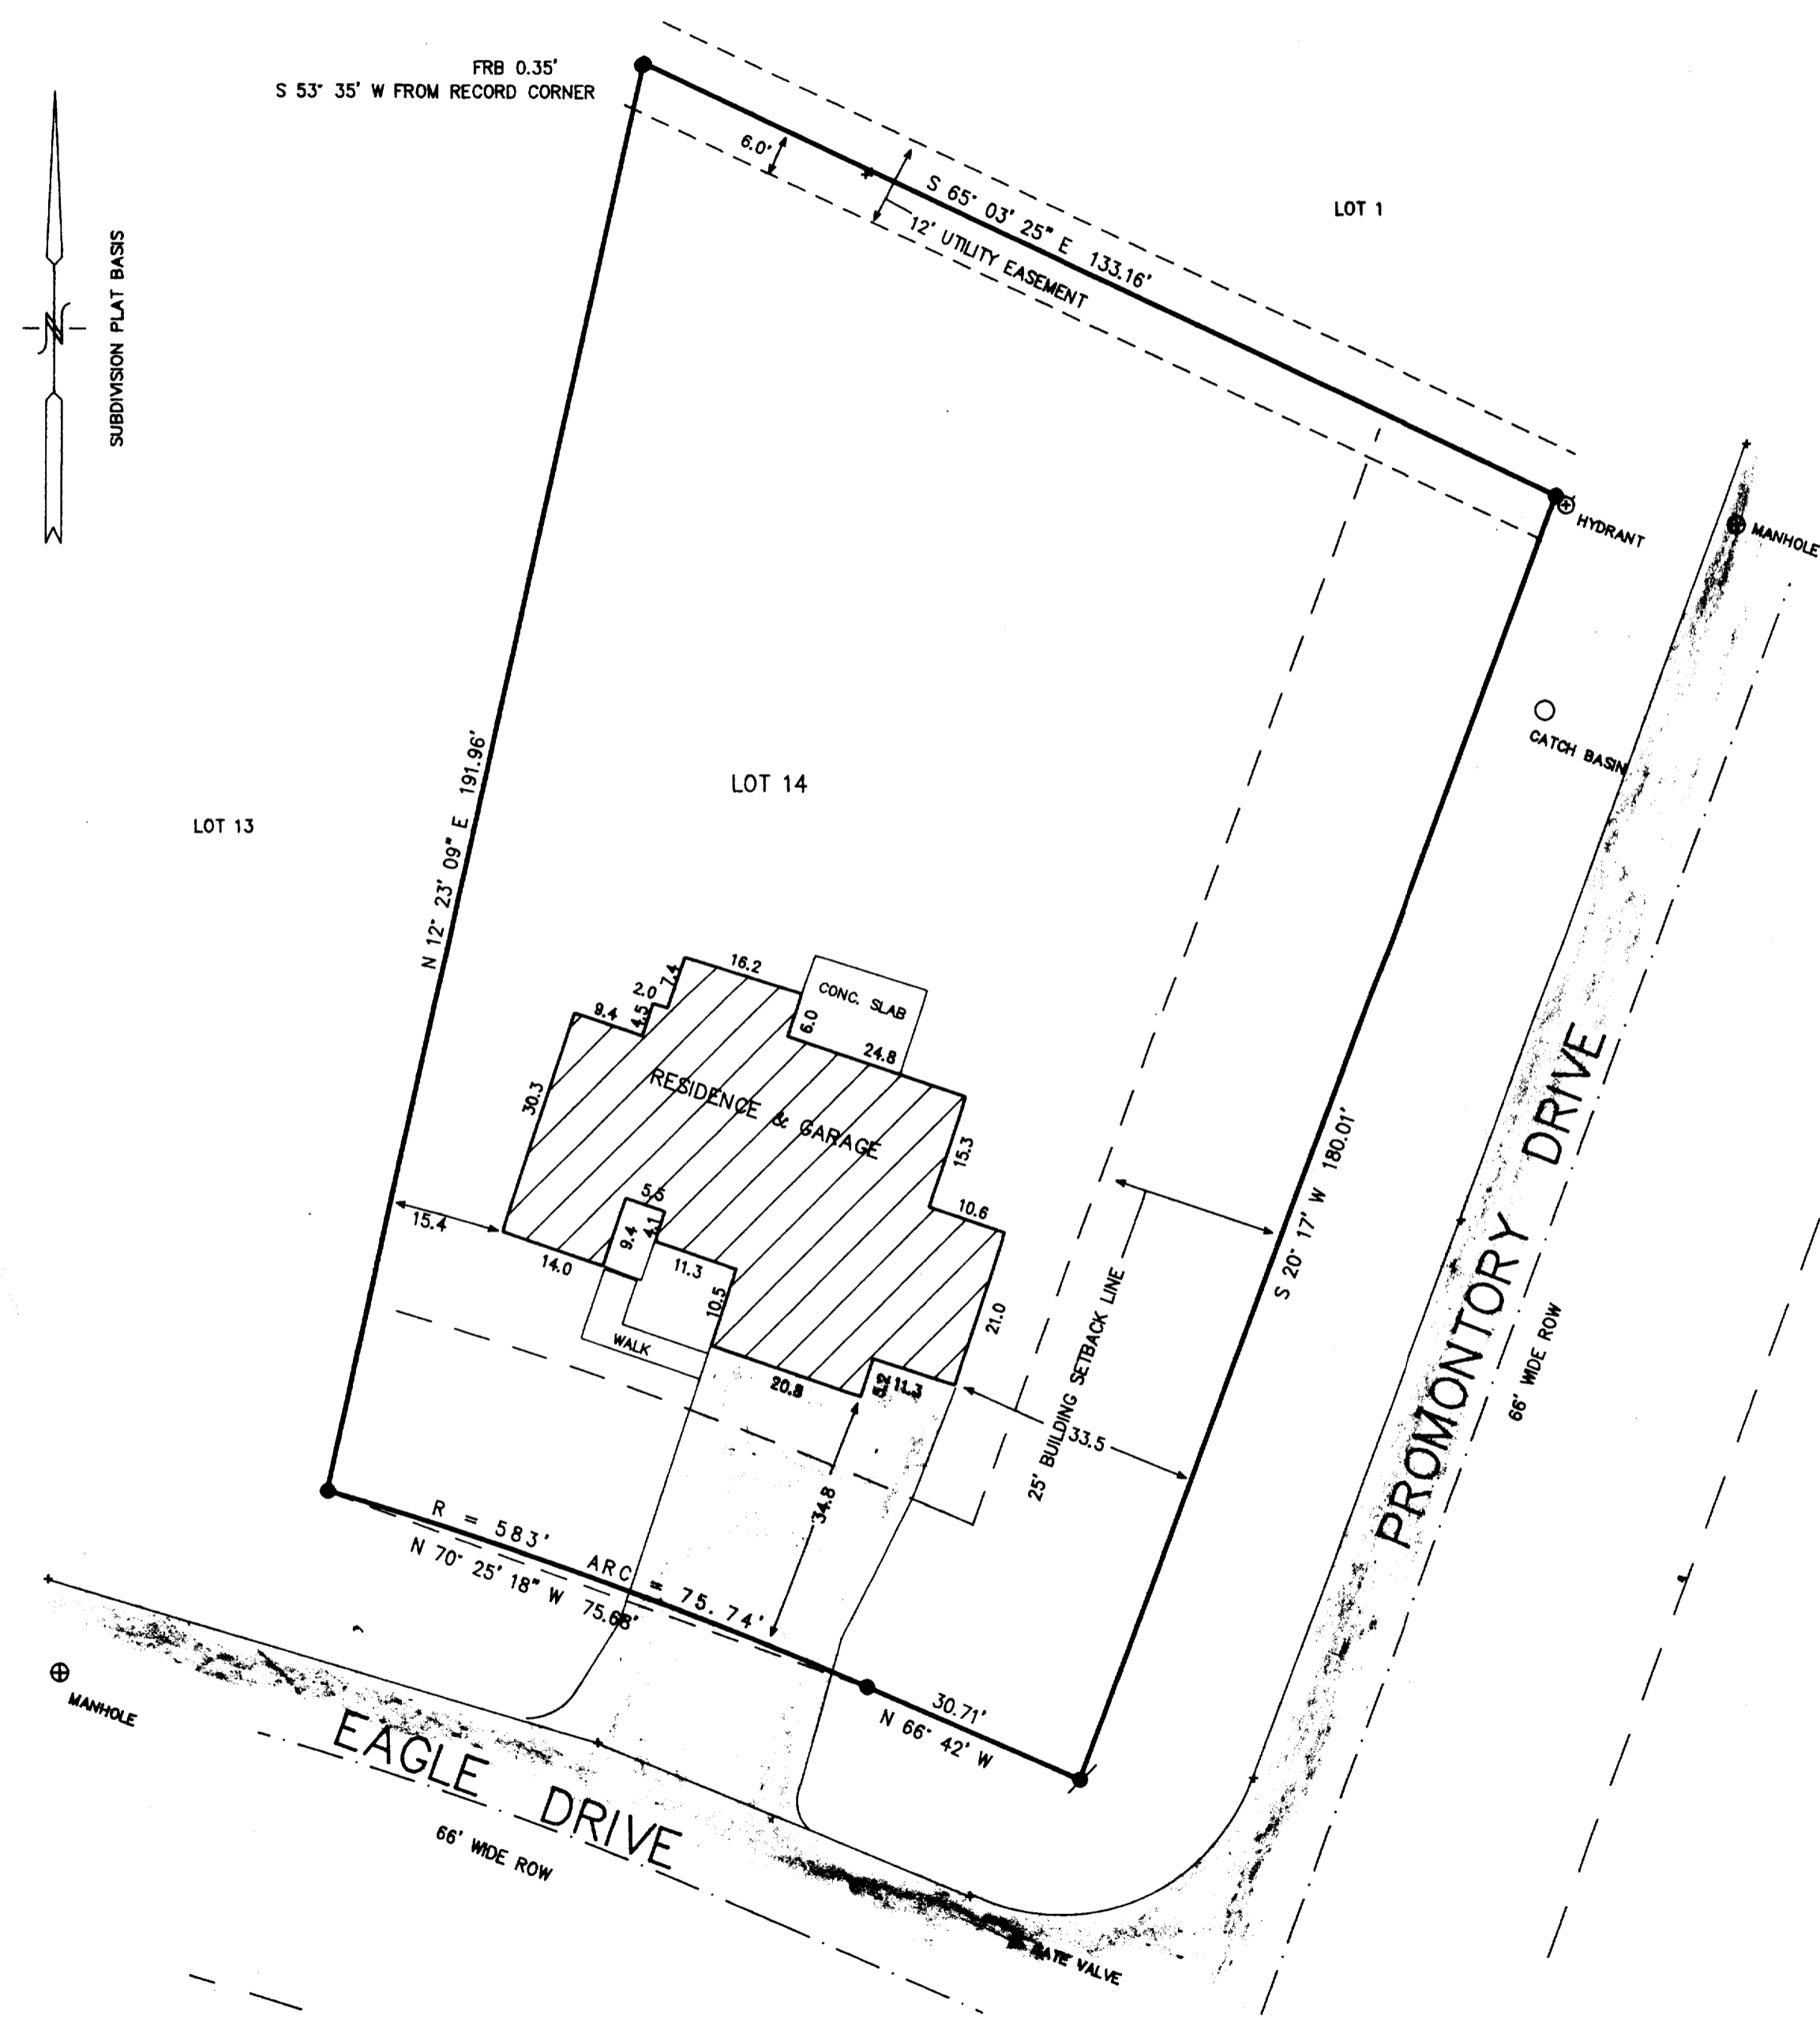 FRB 0.35'
S 53° 35' W FROM RECORD CORNER
SUBDIVISION PLAT BASIS
N
6.0'
S 65° 03' 25" E 133.16'
12' UTILITY EASEMENT
LOT 1
HYDRANT
MANHOLE
CATCH BASIN
N 12° 23' 09" E 191.96'
LOT 14
LOT 13
16.2
7.4
2.0
4.5
9.4
CONC. SLAB
6.0
24.8
30.3
RESIDENCE & GARAGE
15.3
10.6
5.5
4.1
9.4
15.4
14.0
11.3
10.5
21.0
WALK
20.8
11.3
33.5
34.8
25' BUILDING SETBACK LINE
S 20° 17' W 180.01'
PROMONTORY DRIVE
66' WIDE ROW
R = 583' ARC = 75.74'
N 70° 25' 18" W 75.68'
30.71'
N 66° 42' W
MANHOLE
EAGLE DRIVE
66' WIDE ROW
GATE VALVE